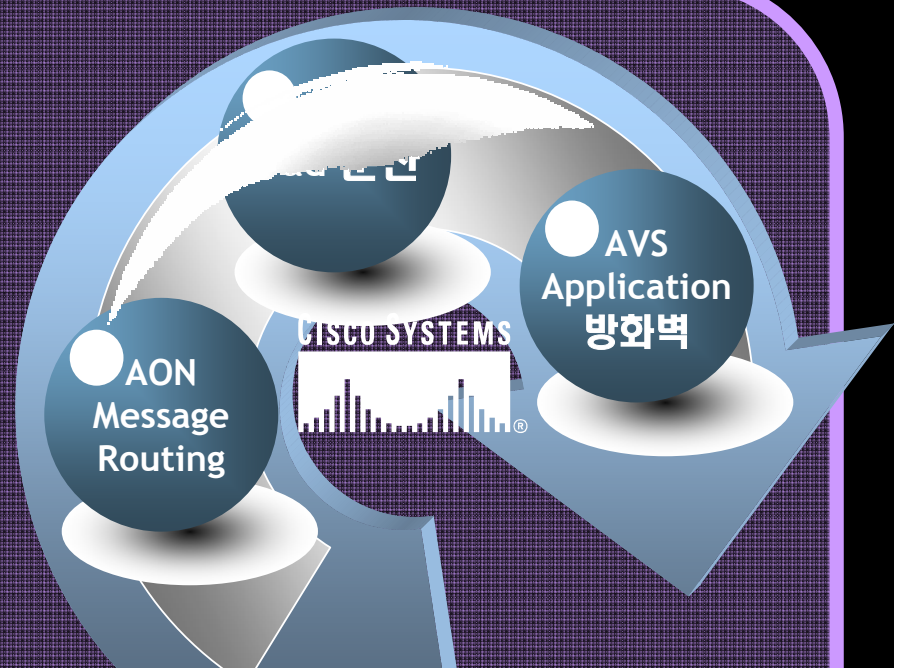 AVS
Application
방화벽
CISCO SYSTEMS
®
AON
Message
Routing